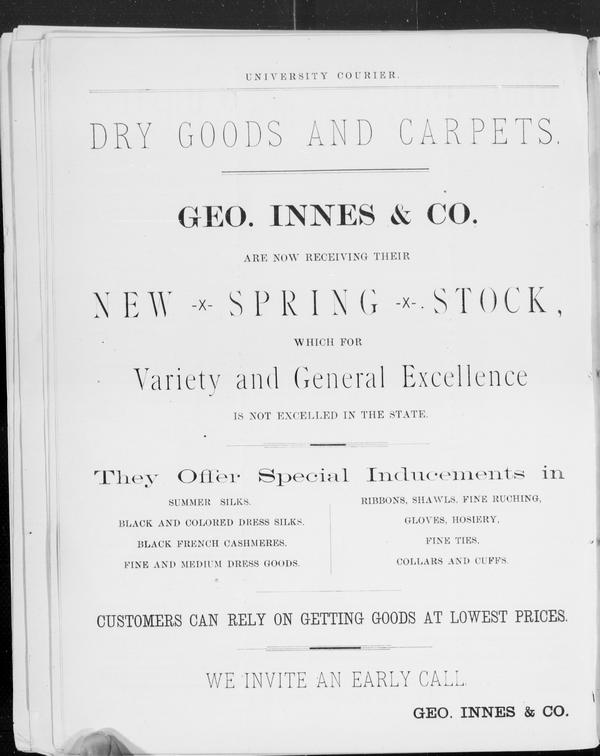 UNIVERSITY COURIER.
DRY GOODS AND CARPETS.
GEO. INNES & CO.
ARE NOW RECEIVING THEIR
NEW -X- SPRING -X-. STOCK,
WHICH FOR
Variety and General Excellence
IS NOT EXCELLED IN THE STATE.
They Offer Special Inducements in
SUMMER SILKS.
BLACK AND COLORED DRESS SILKS.
BLACK FRENCH CASHMERES.
FINE AND MEDIUM DRESS GOODS.
RIBBONS, SHAWLS, FINE RUCHING,
GLOVES, HOSIERY,
FINE TIES,
COLLARS AND CUFFS.
CUSTOMERS CAN RELY ON GETTING GOODS AT LOWEST PRICES.
WE INVITE AN EARLY CALL.
GEO. INNES & CO.